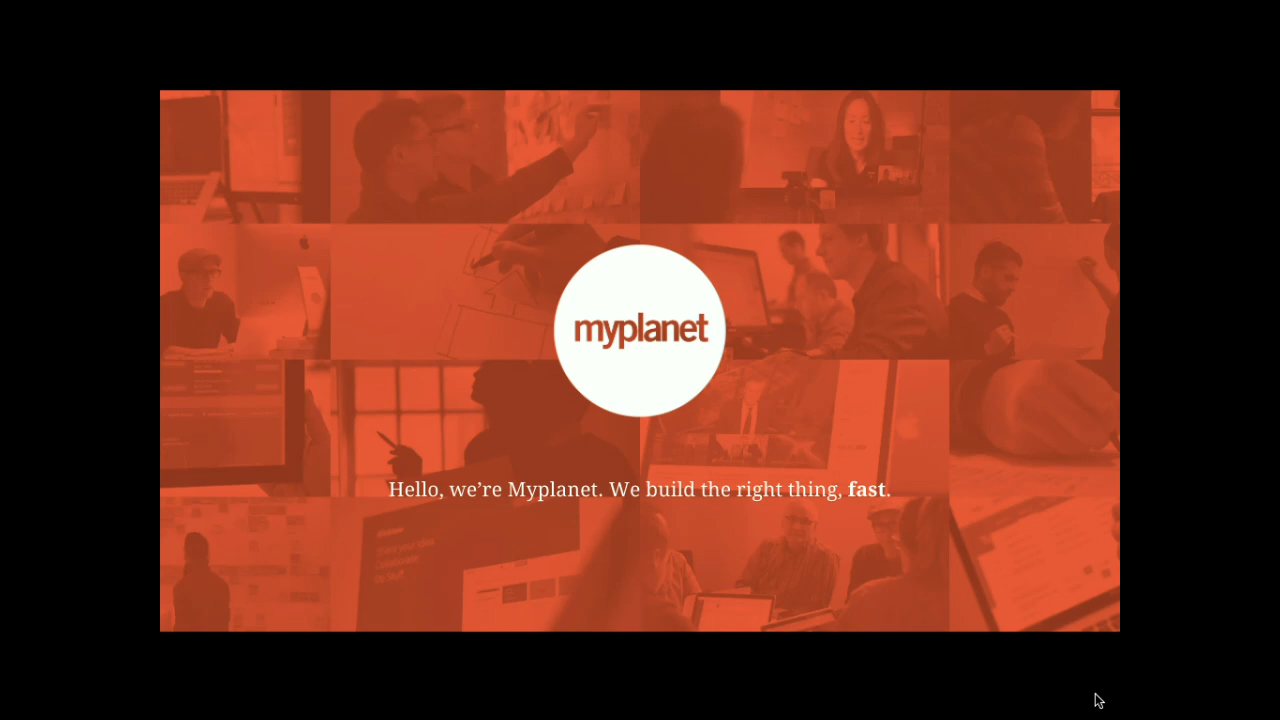 myplanet
Hello, we’re Myplanet. We build the right thing, fast.